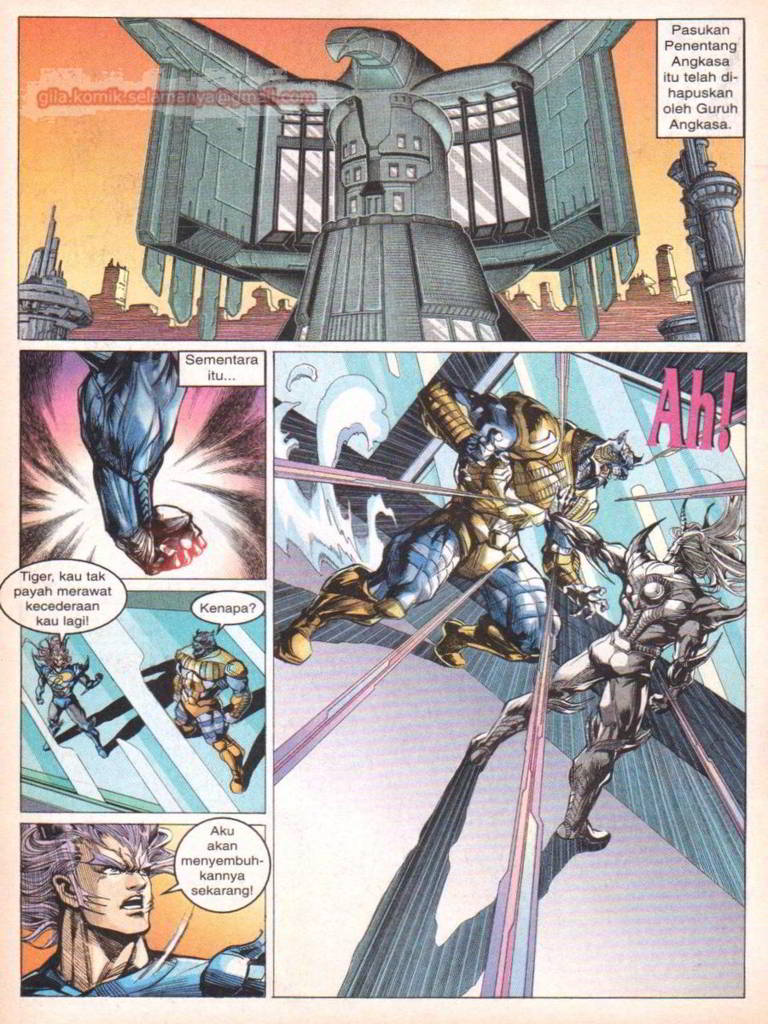 Pasukan
Penentang
Angkasa
itu telah di-
hapuskan
oleh Guruh
Angkasa.
gila.komik.selamanya@gmail.com
Sementara
itu...
Tiger, kau tak
payah merawat
kecederaan
kau lagi!
Kenapa?
Aku
akan
menyembuh-
kannya
sekarang!
Ah!